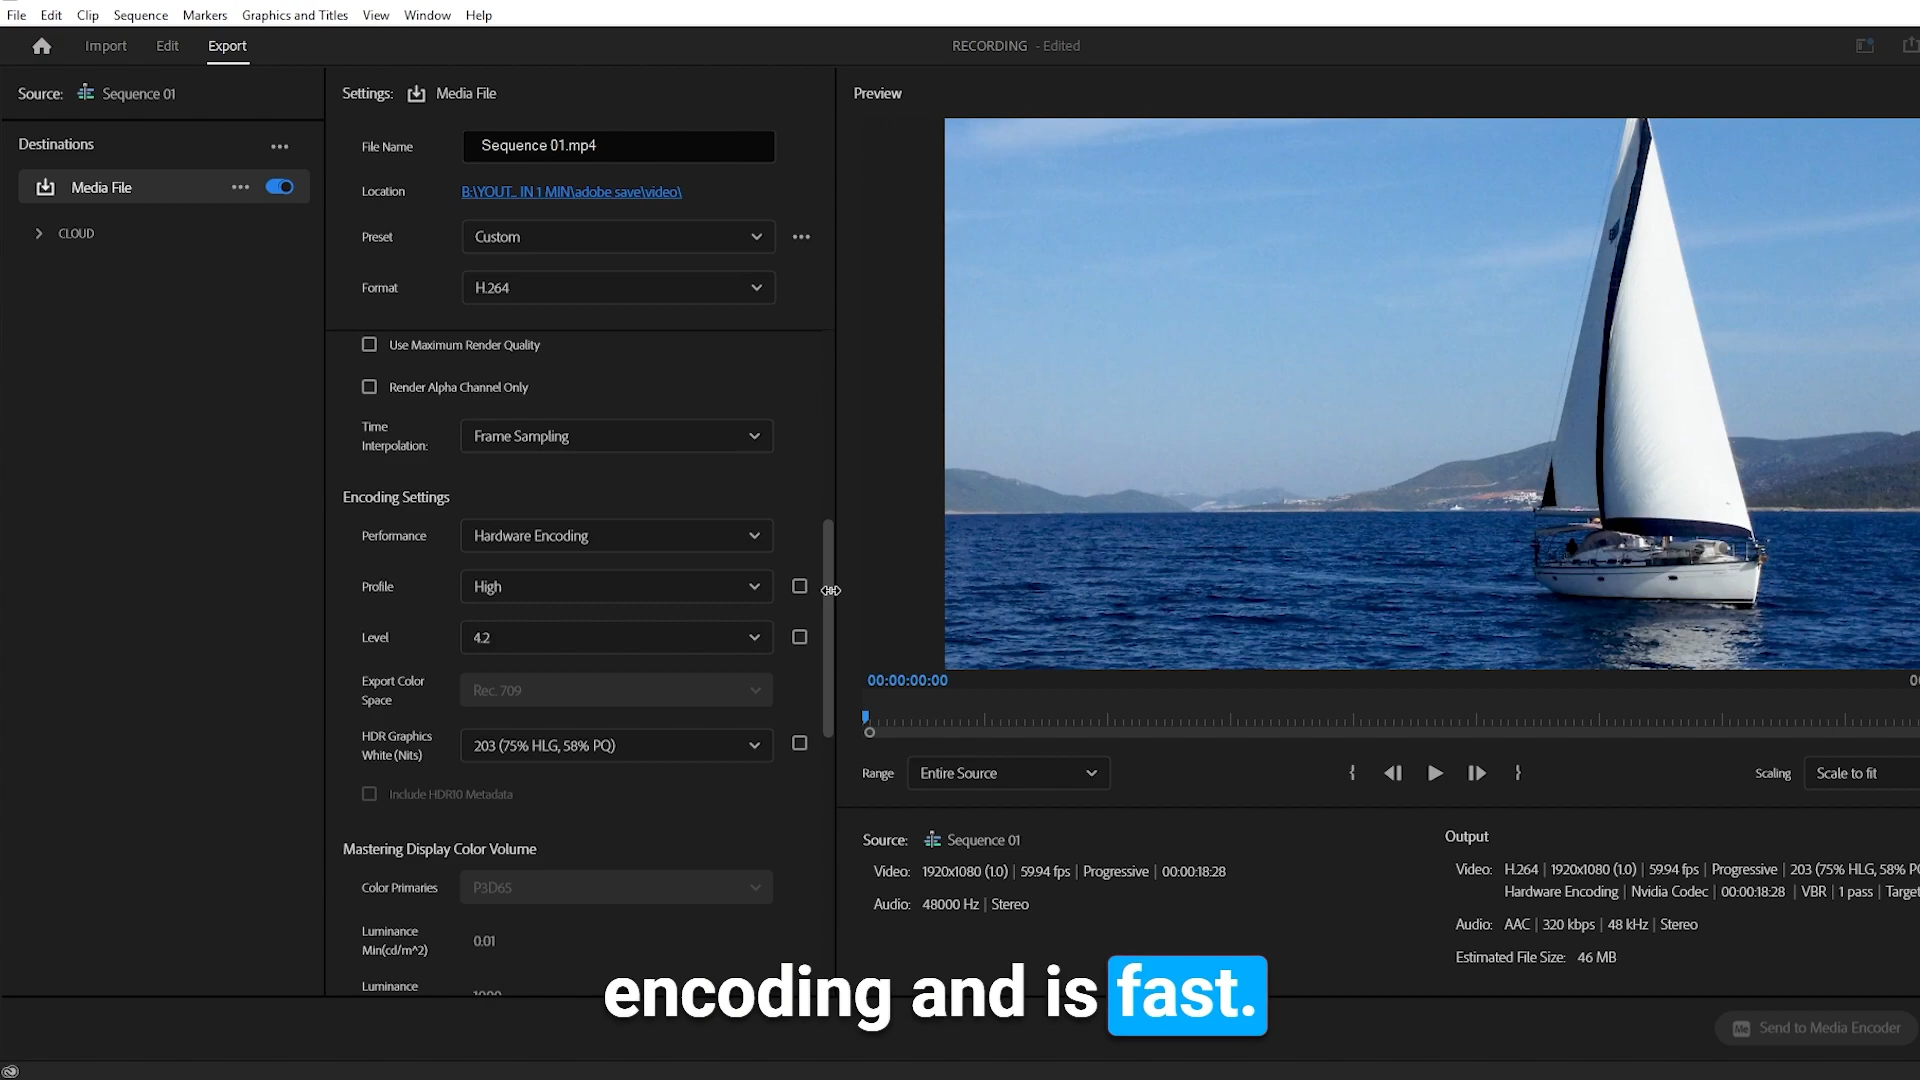 File Edit Clip Sequence Markers Graphics and Titles View Window Help
Import Edit Export
RECORDING - Edited
Source: Sequence 01
Settings: Media File
Preview
Destinations
Media File
CLOUD
File Name Sequence 01.mp4
Location B:\YOUT... IN 1 MIN\adobe save\video\
Preset Custom
Format H.264
Use Maximum Render Quality
Render Alpha Channel Only
Time
Interpolation:
Frame Sampling
Encoding Settings
Performance Hardware Encoding
Profile High
Level 4.2
Export Color
Space
Rec. 709
HDR Graphics
White (Nits)
203 (75% HLG, 58% PQ)
Include HDR10 Metadata
Mastering Display Color Volume
Color Primaries P3D65
Luminance
Min(cd/m^2)
0.01
Luminance
00:00:00:00
Range Entire Source
Scaling Scale to fit
Source: Sequence 01
Video: 1920x1080 (1.0) | 59.94 fps | Progressive | 00:00:18:28
Audio: 48000 Hz | Stereo
Output
Video: H.264 | 1920x1080 (1.0) | 59.94 fps | Progressive | 203 (75% HLG, 58% PQ
Hardware Encoding | Nvidia Codec | 00:00:18:28 | VBR | 1 pass | Target
Audio: AAC | 320 kbps | 48 kHz | Stereo
Estimated File Size: 46 MB
encoding and is fast.
Me Send to Media Encoder